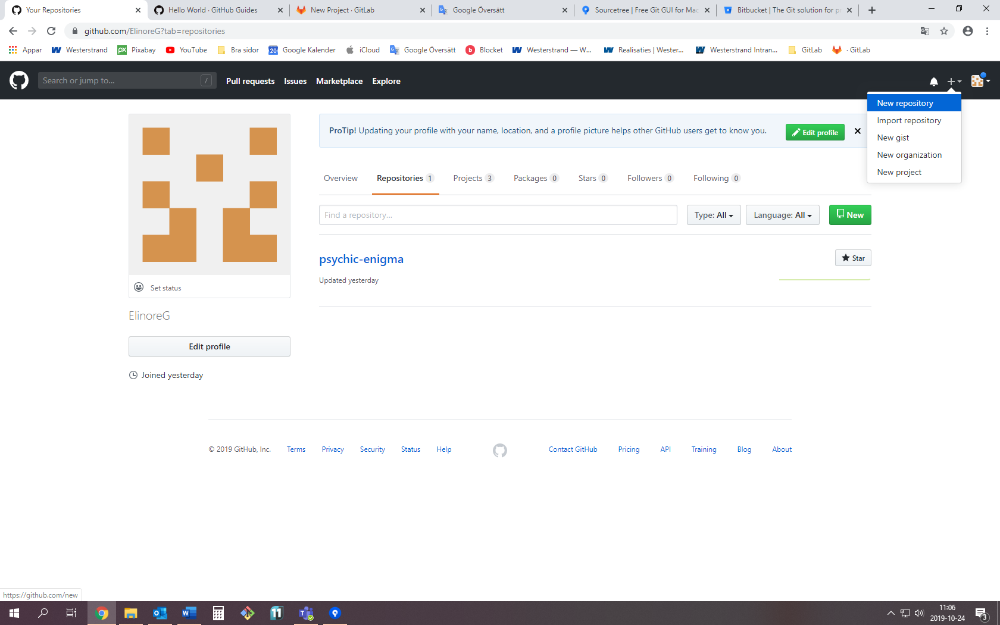 Your Repositories
Hello World · GitHub Guides
New Project · GitLab
Google Översätt
Sourcetree | Free Git GUI for Mac
Bitbucket | The Git solution for pr
github.com/ElinoreG?tab=repositories
Appar
Westerstrand
px Pixabay
YouTube
Bra sidor
20 Google Kalender
iCloud
Google Översätt
b Blocket
Westerstrand — W...
Realisaties | Wester...
Westerstrand Intran...
GitLab
· GitLab
Search or jump to... /
Pull requests
Issues
Marketplace
Explore
New repository
Import repository
New gist
New organization
New project
ProTip! Updating your profile with your name, location, and a profile picture helps other GitHub users get to know you.
Edit profile
Overview
Repositories 1
Projects 3
Packages 0
Stars 0
Followers 0
Following 0
Find a repository...
Type: All
Language: All
New
psychic-enigma
Star
Updated yesterday
Set status
ElinoreG
Edit profile
Joined yesterday
© 2019 GitHub, Inc.
Terms
Privacy
Security
Status
Help
Contact GitHub
Pricing
API
Training
Blog
About
https://github.com/new
11:06
2019-10-24
3